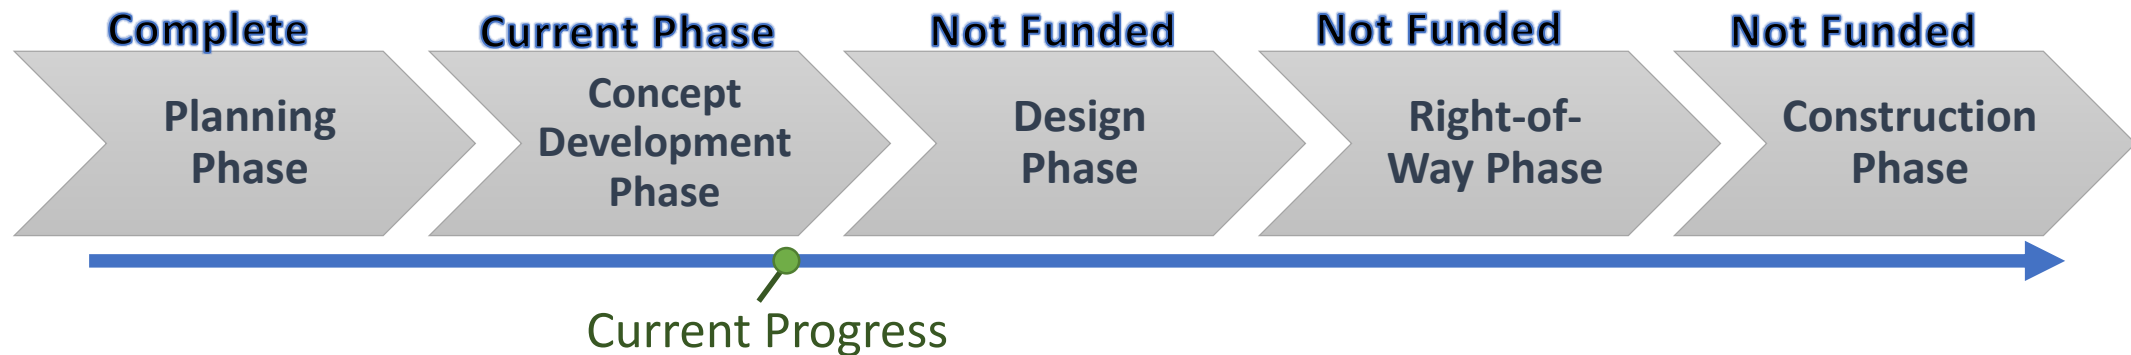 Complete
Current Phase
Not Funded
Not Funded
Not Funded
Planning
Phase
Concept
Development
Phase
Design
Phase
Right-of-
Way Phase
Construction
Phase
Current Progress